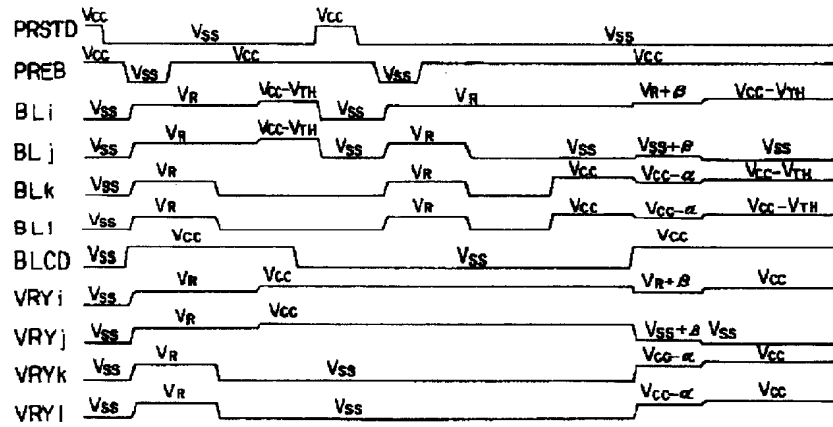 PRSTD VCC VSS VCC VSS
PREB VCC VSS VCC VSS VCC
BLi VSS VR VCC-VTH VSS VR VR+β VCC-VTH
BLj VSS VR VCC-VTH VSS VR VSS VSS+β VSS
BLk VSS VR VR VCC VCC-α VCC-VTH
BLl VSS VR VR VCC VCC-α VCC-VTH
BLCD VSS VCC VSS VCC
VRYi VSS VR VCC VR+β VCC
VRYj VSS VR VCC VSS+β VSS
VRYk VSS VR VSS VCC-α VCC
VRYl VSS VR VSS VCC-α VCC